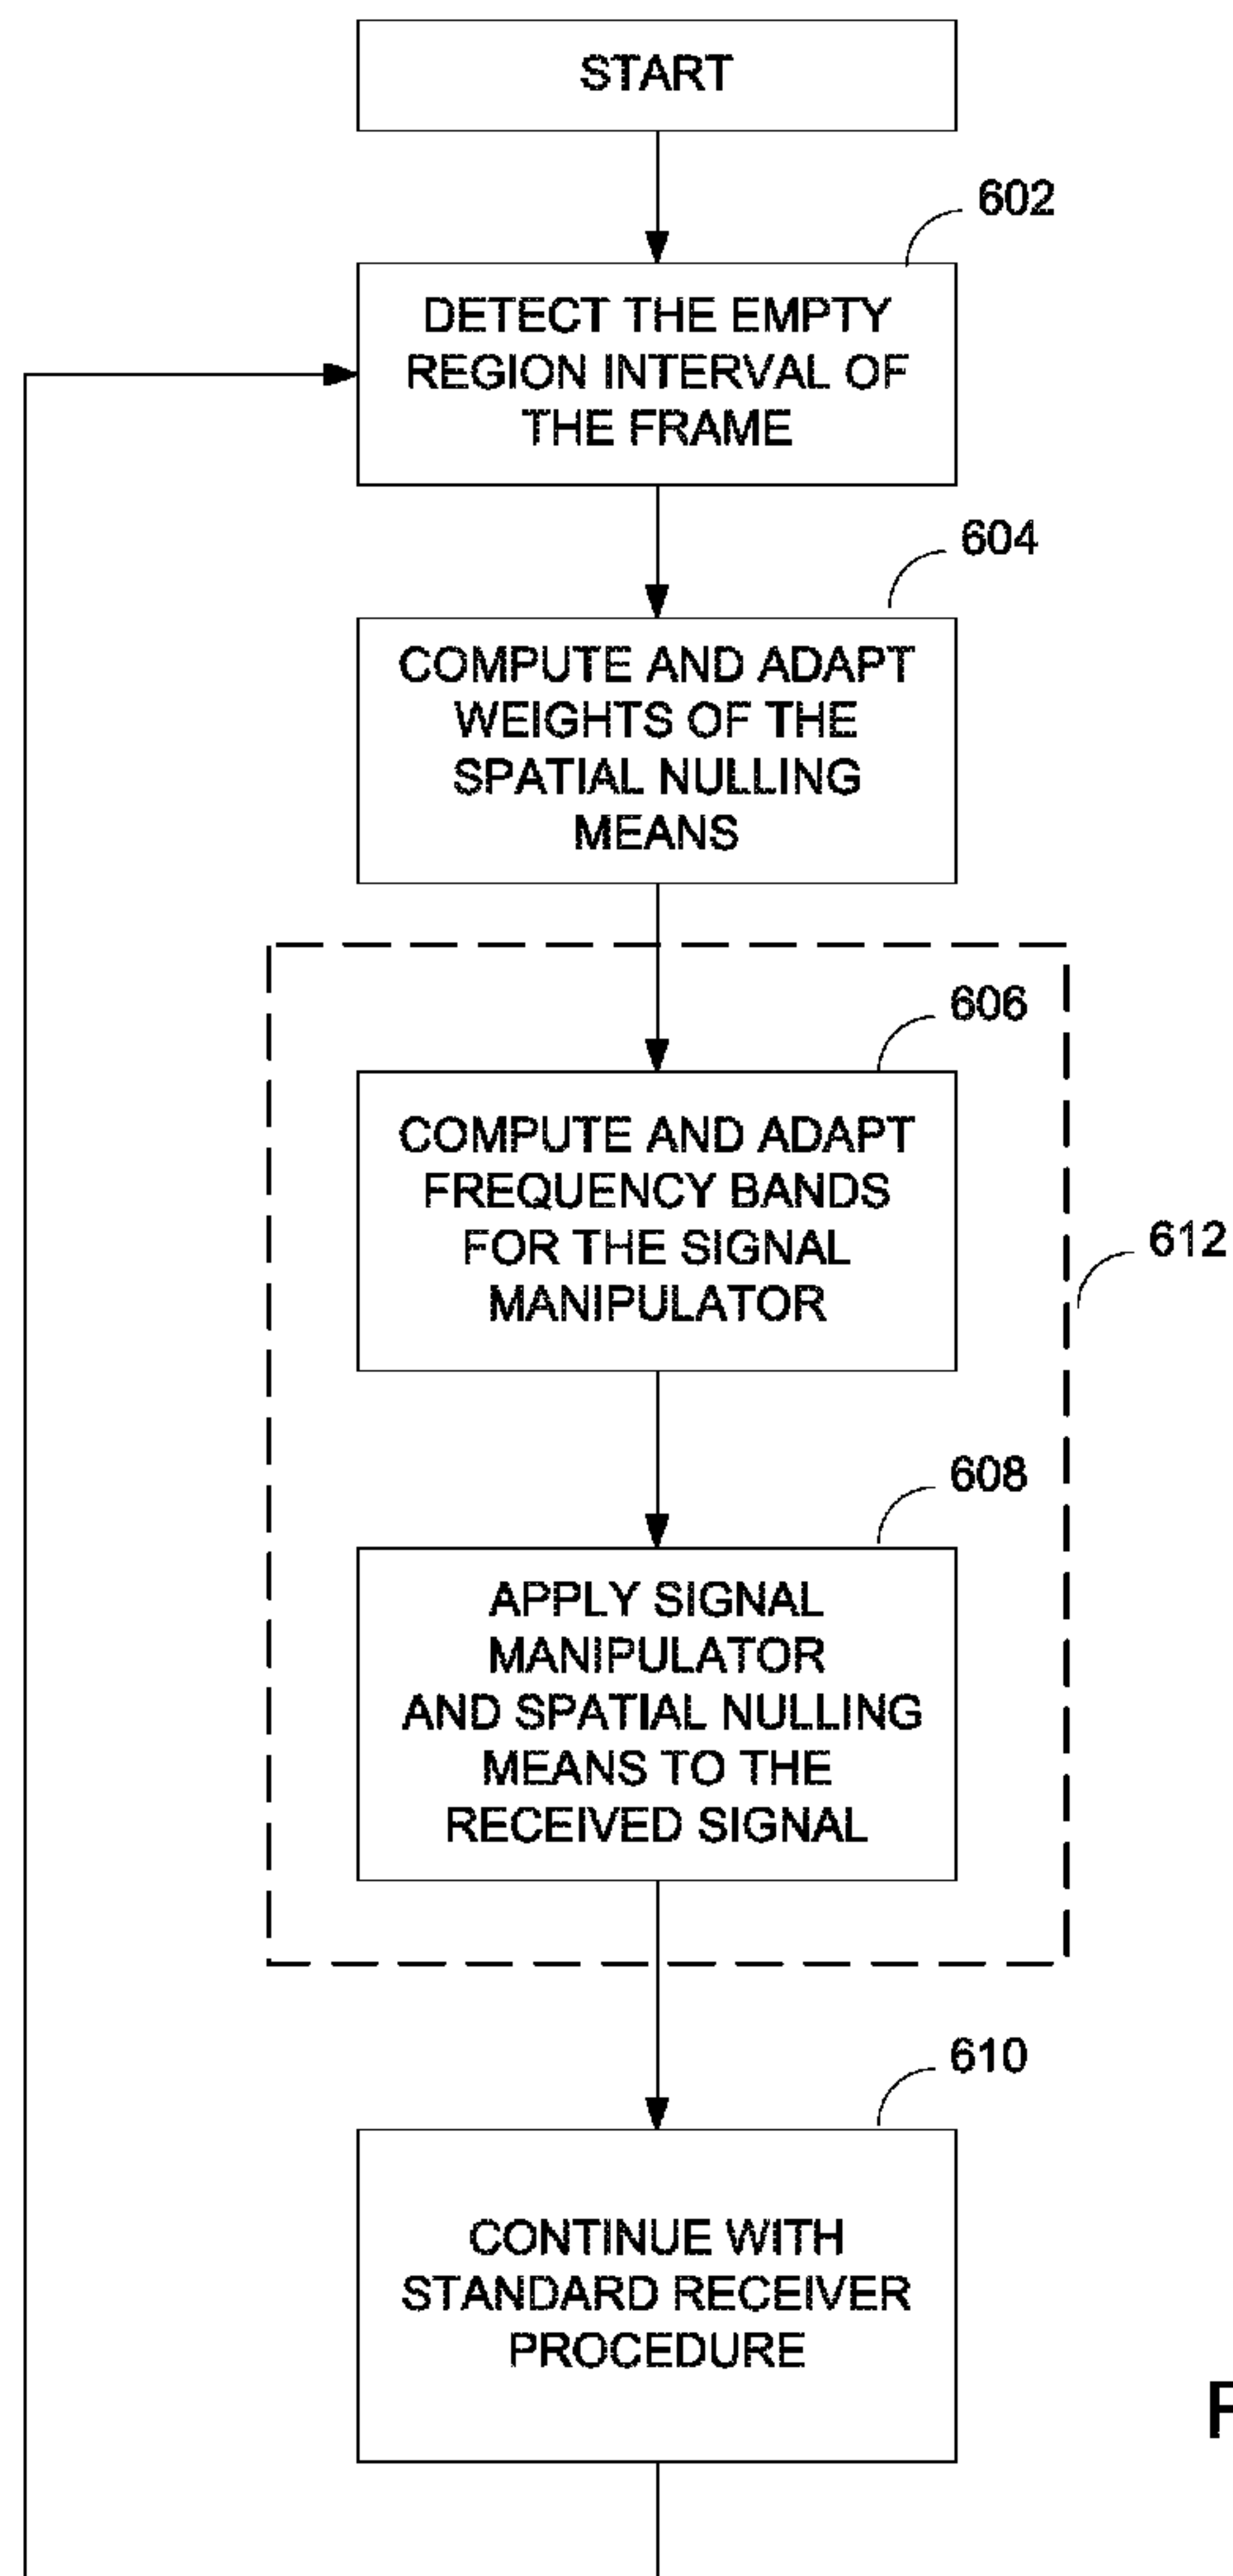 START
602
DETECT THE EMPTY
REGION INTERVAL OF
THE FRAME
604
COMPUTE AND ADAPT
WEIGHTS OF THE
SPATIAL NULLING
MEANS
606
COMPUTE AND ADAPT
FREQUENCY BANDS
FOR THE SIGNAL
MANIPULATOR
612
608
APPLY SIGNAL
MANIPULATOR
AND SPATIAL NULLING
MEANS TO THE
RECEIVED SIGNAL
610
CONTINUE WITH
STANDARD RECEIVER
PROCEDURE